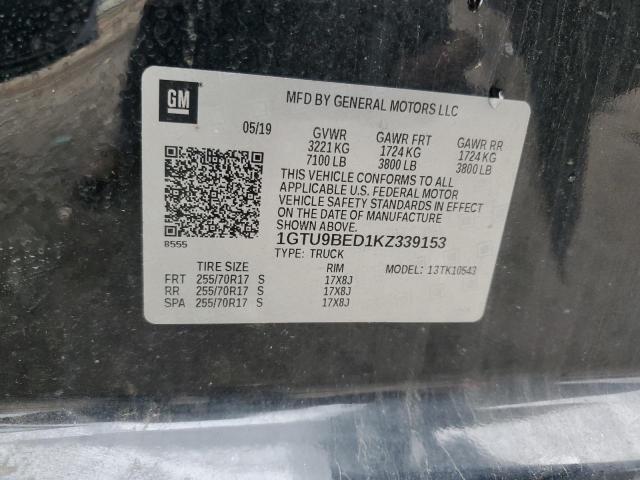 GM
MFD BY GENERAL MOTORS LLC
05/19 GVWR GAWR FRT GAWR RR
3221 KG 1724 KG 1724 KG
7100 LB 3800 LB 3800 LB
THIS VEHICLE CONFORMS TO ALL
APPLICABLE U.S. FEDERAL MOTOR
VEHICLE SAFETY STANDARDS IN EFFECT
ON THE DATE OF MANUFACTURE
SHOWN ABOVE.
8555
1GTU9BED1KZ339153
TYPE: TRUCK
TIRE SIZE RIM MODEL: 13TK10543
FRT 255/70R17 S 17X8J
RR 255/70R17 S 17X8J
SPA 255/70R17 S 17X8J